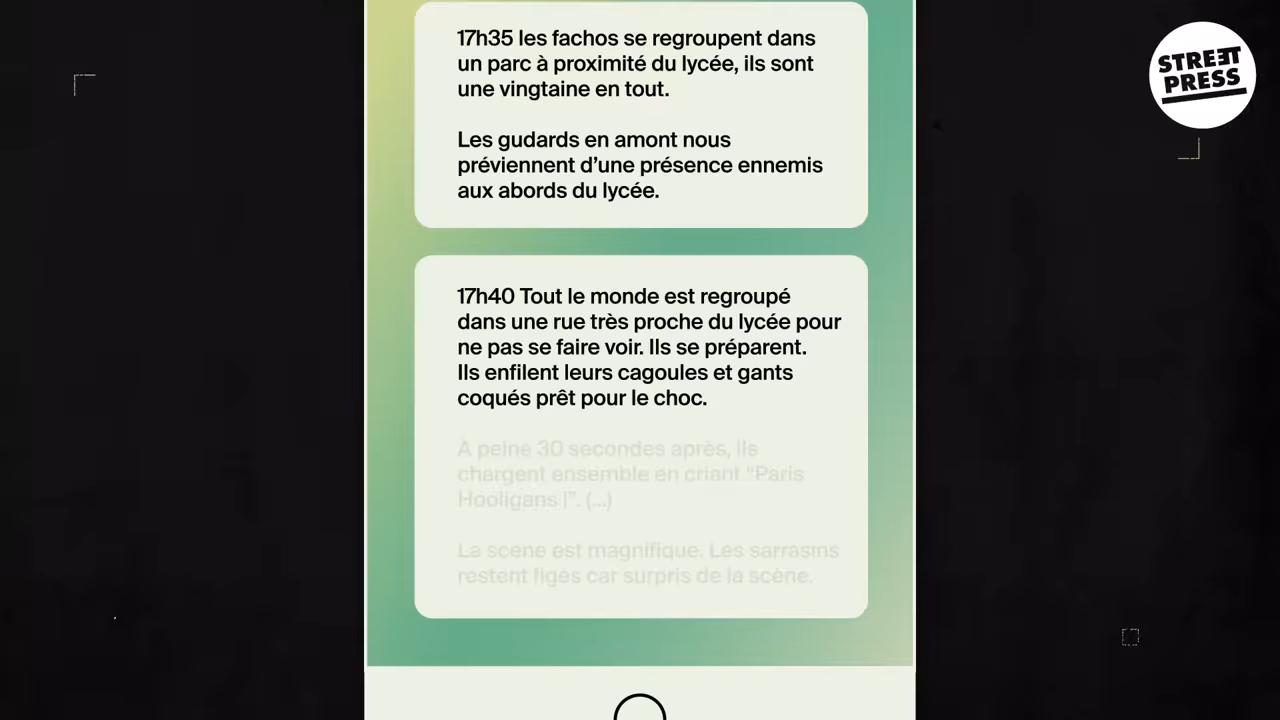 17h35 les fachos se regroupent dans
un parc à proximité du lycée, ils sont
une vingtaine en tout.
Les gudards en amont nous
préviennent d’une présence ennemis
aux abords du lycée.
17h40 Tout le monde est regroupé
dans une rue très proche du lycée pour
ne pas se faire voir. Ils se préparent.
Ils enfilent leurs cagoules et gants
coqués prêt pour le choc.
À peine 30 secondes après, ils
chargent ensemble en criant “Paris
Hooligans !”. (...)
La scène est magnifique. Les sarrasins
restent figés car surpris de la scène.
STREET
PRESS